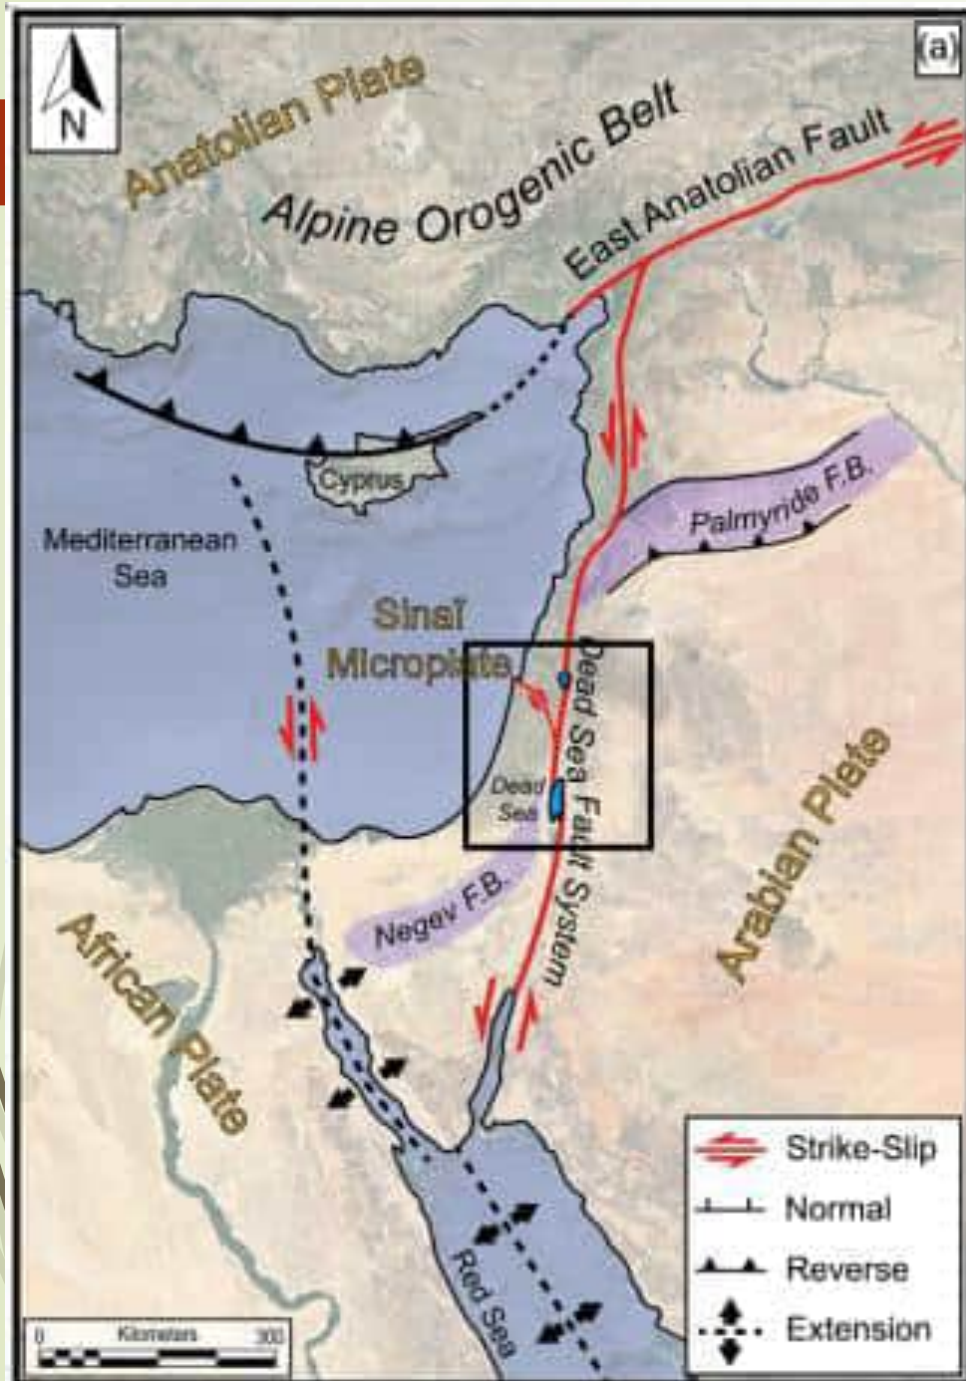 (a)
N
Anatolian Plate
Alpine Orogenic Belt
East Anatolian Fault
Cyprus
Palmyride F.B.
Mediterranean
Sea
Sinaï
Microplate
Dead Sea Fault System
Dead
Sea
Arabian Plate
Negev F.B.
African Plate
Red Sea
Strike-Slip
Normal
Reverse
Extension
0 Kilometers 300